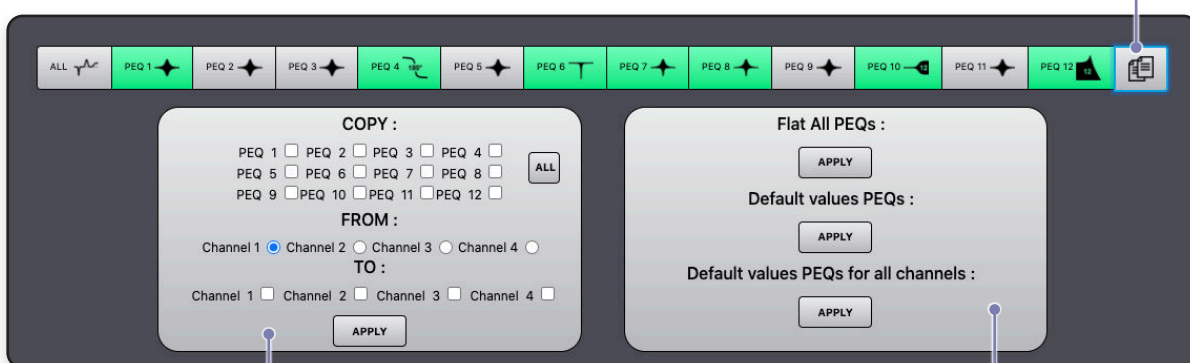 ALL PEQ 1 PEQ 2 PEQ 3 PEQ 4 180° PEQ 5 PEQ 6 PEQ 7 PEQ 8 PEQ 9 PEQ 10 12 PEQ 11 PEQ 12 12
COPY :
PEQ 1 PEQ 2 PEQ 3 PEQ 4
PEQ 5 PEQ 6 PEQ 7 PEQ 8
PEQ 9 PEQ 10 PEQ 11 PEQ 12
ALL
FROM :
Channel 1 Channel 2 Channel 3 Channel 4
TO :
Channel 1 Channel 2 Channel 3 Channel 4
APPLY
Flat All PEQs :
APPLY
Default values PEQs :
APPLY
Default values PEQs for all channels :
APPLY